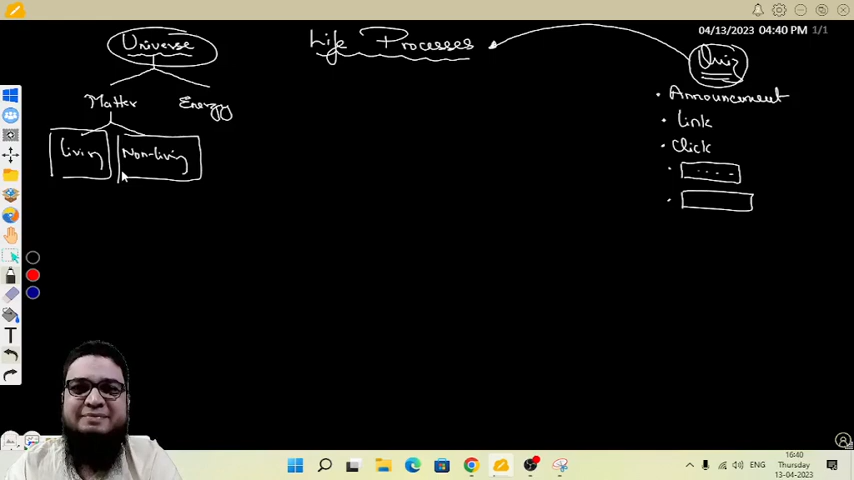 04/13/2023 04:40 PM 1/1
Universe
Life Processes
Quiz
Matter
Energy
Announcement
Link
Click
Living
Non-living
T
ENG
16:40
Thursday
13-04-2023